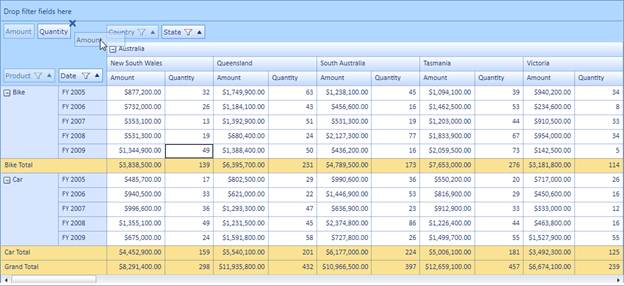 Drop filter fields here
Amount Quantity Country State
Amount
Australia
New South Wales Queensland South Australia Tasmania Victoria
Product Date Amount Quantity Amount Quantity Amount Quantity Amount Quantity Amount Quantity
Bike FY 2005 $877,200.00 32 $1,749,900.00 63 $1,238,100.00 45 $1,094,100.00 39 $940,200.00 34
FY 2006 $732,000.00 26 $1,184,100.00 43 $456,600.00 16 $1,462,500.00 53 $234,600.00 8
FY 2007 $353,100.00 13 $1,392,900.00 51 $531,300.00 19 $1,203,000.00 44 $910,500.00 33
FY 2008 $531,300.00 19 $680,400.00 24 $2,127,300.00 77 $1,833,900.00 67 $954,000.00 34
FY 2009 $1,344,900.00 49 $1,388,400.00 50 $436,200.00 16 $2,059,500.00 73 $142,500.00 5
Bike Total $3,838,500.00 139 $6,395,700.00 231 $4,789,500.00 173 $7,653,000.00 276 $3,181,800.00 114
Car FY 2005 $485,700.00 17 $802,500.00 29 $990,600.00 36 $550,200.00 20 $717,000.00 26
FY 2006 $940,500.00 33 $621,000.00 22 $1,446,900.00 53 $816,900.00 29 $450,600.00 16
FY 2007 $996,600.00 36 $1,293,300.00 47 $636,900.00 23 $912,300.00 33 $333,000.00 12
FY 2008 $1,355,100.00 49 $1,231,500.00 45 $2,374,800.00 86 $1,226,400.00 44 $463,800.00 16
FY 2009 $675,000.00 24 $1,591,800.00 58 $727,800.00 26 $1,499,700.00 55 $1,527,900.00 55
Car Total $4,452,900.00 159 $5,540,100.00 201 $6,177,000.00 224 $5,006,100.00 181 $3,492,300.00 125
Grand Total $8,291,400.00 298 $11,935,800.00 432 $10,966,500.00 397 $12,659,100.00 457 $6,674,100.00 239